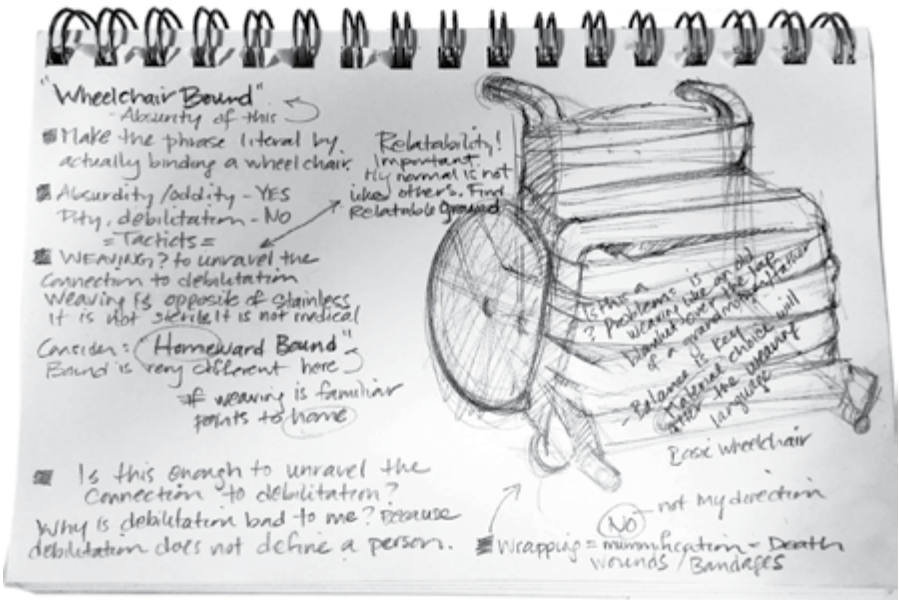 "Wheelchair Bound"
- Absurdity of this
Make the phrase literal by
actually binding a wheelchair.
Absurdity/oddity - YES
Pity, debilitation - NO
= Tacticts =
WEAVING? to unravel the
connection to debilitation
Weaving is opposite of stainless
It is not sterile It is not medical
Consider: "Homeward Bound"
Bound is very different here
If weaving is familiar
points to home
Is this enough to unravel the
connection to debilitation?
Why is debilitation bad to me? Because
debilitation does not define a person.
Relatability!
Important
My normal is not
like others. Find
Relatable Ground
Is this a
? Problem: is
weaving like an old
blanket over the lap
of a grandmother/father
- Balance is key
Material choice will
alter the weaving
language
Basic wheelchair
NO - not my direction
Wrapping = mummification - Death
wounds / Bandages